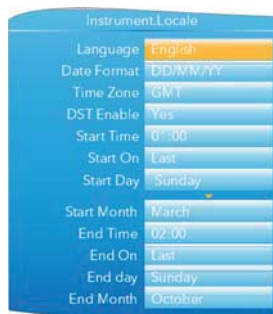 Instrument.Locale
Language English
Date Format DD/MM/YY
Time Zone GMT
DST Enable Yes
Start Time 01:00
Start On Last
Start Day Sunday
Start Month March
End Time 02:00
End On Last
End day Sunday
End Month October